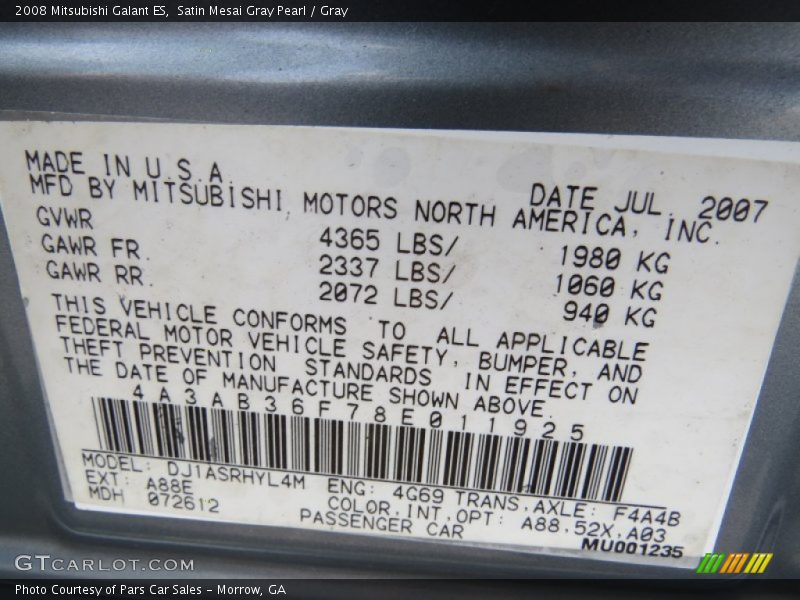 2008 Mitsubishi Galant ES,  Satin Mesai Gray Pearl / Gray
MADE IN U.S.A. DATE JUL. 2007
MFD BY MITSUBISHI MOTORS NORTH AMERICA, INC.
GVWR 4365 LBS/ 1980 KG
GAWR FR. 2337 LBS/ 1060 KG
GAWR RR. 2072 LBS/ 940 KG
THIS VEHICLE CONFORMS TO ALL APPLICABLE
FEDERAL MOTOR VEHICLE SAFETY, BUMPER, AND
THEFT PREVENTION STANDARDS IN EFFECT ON
THE DATE OF MANUFACTURE SHOWN ABOVE.
4A3AB36F78E011925
MODEL: DJ1ASRHYL4M ENG: 4G69 TRANS.AXLE: F4A4B
EXT: A88E COLOR.INT.OPT: A88.52X.A03
MDH 072612 PASSENGER CAR
MU001235
GTCARLOT.COM
Photo Courtesy of Pars Car Sales – Morrow, GA